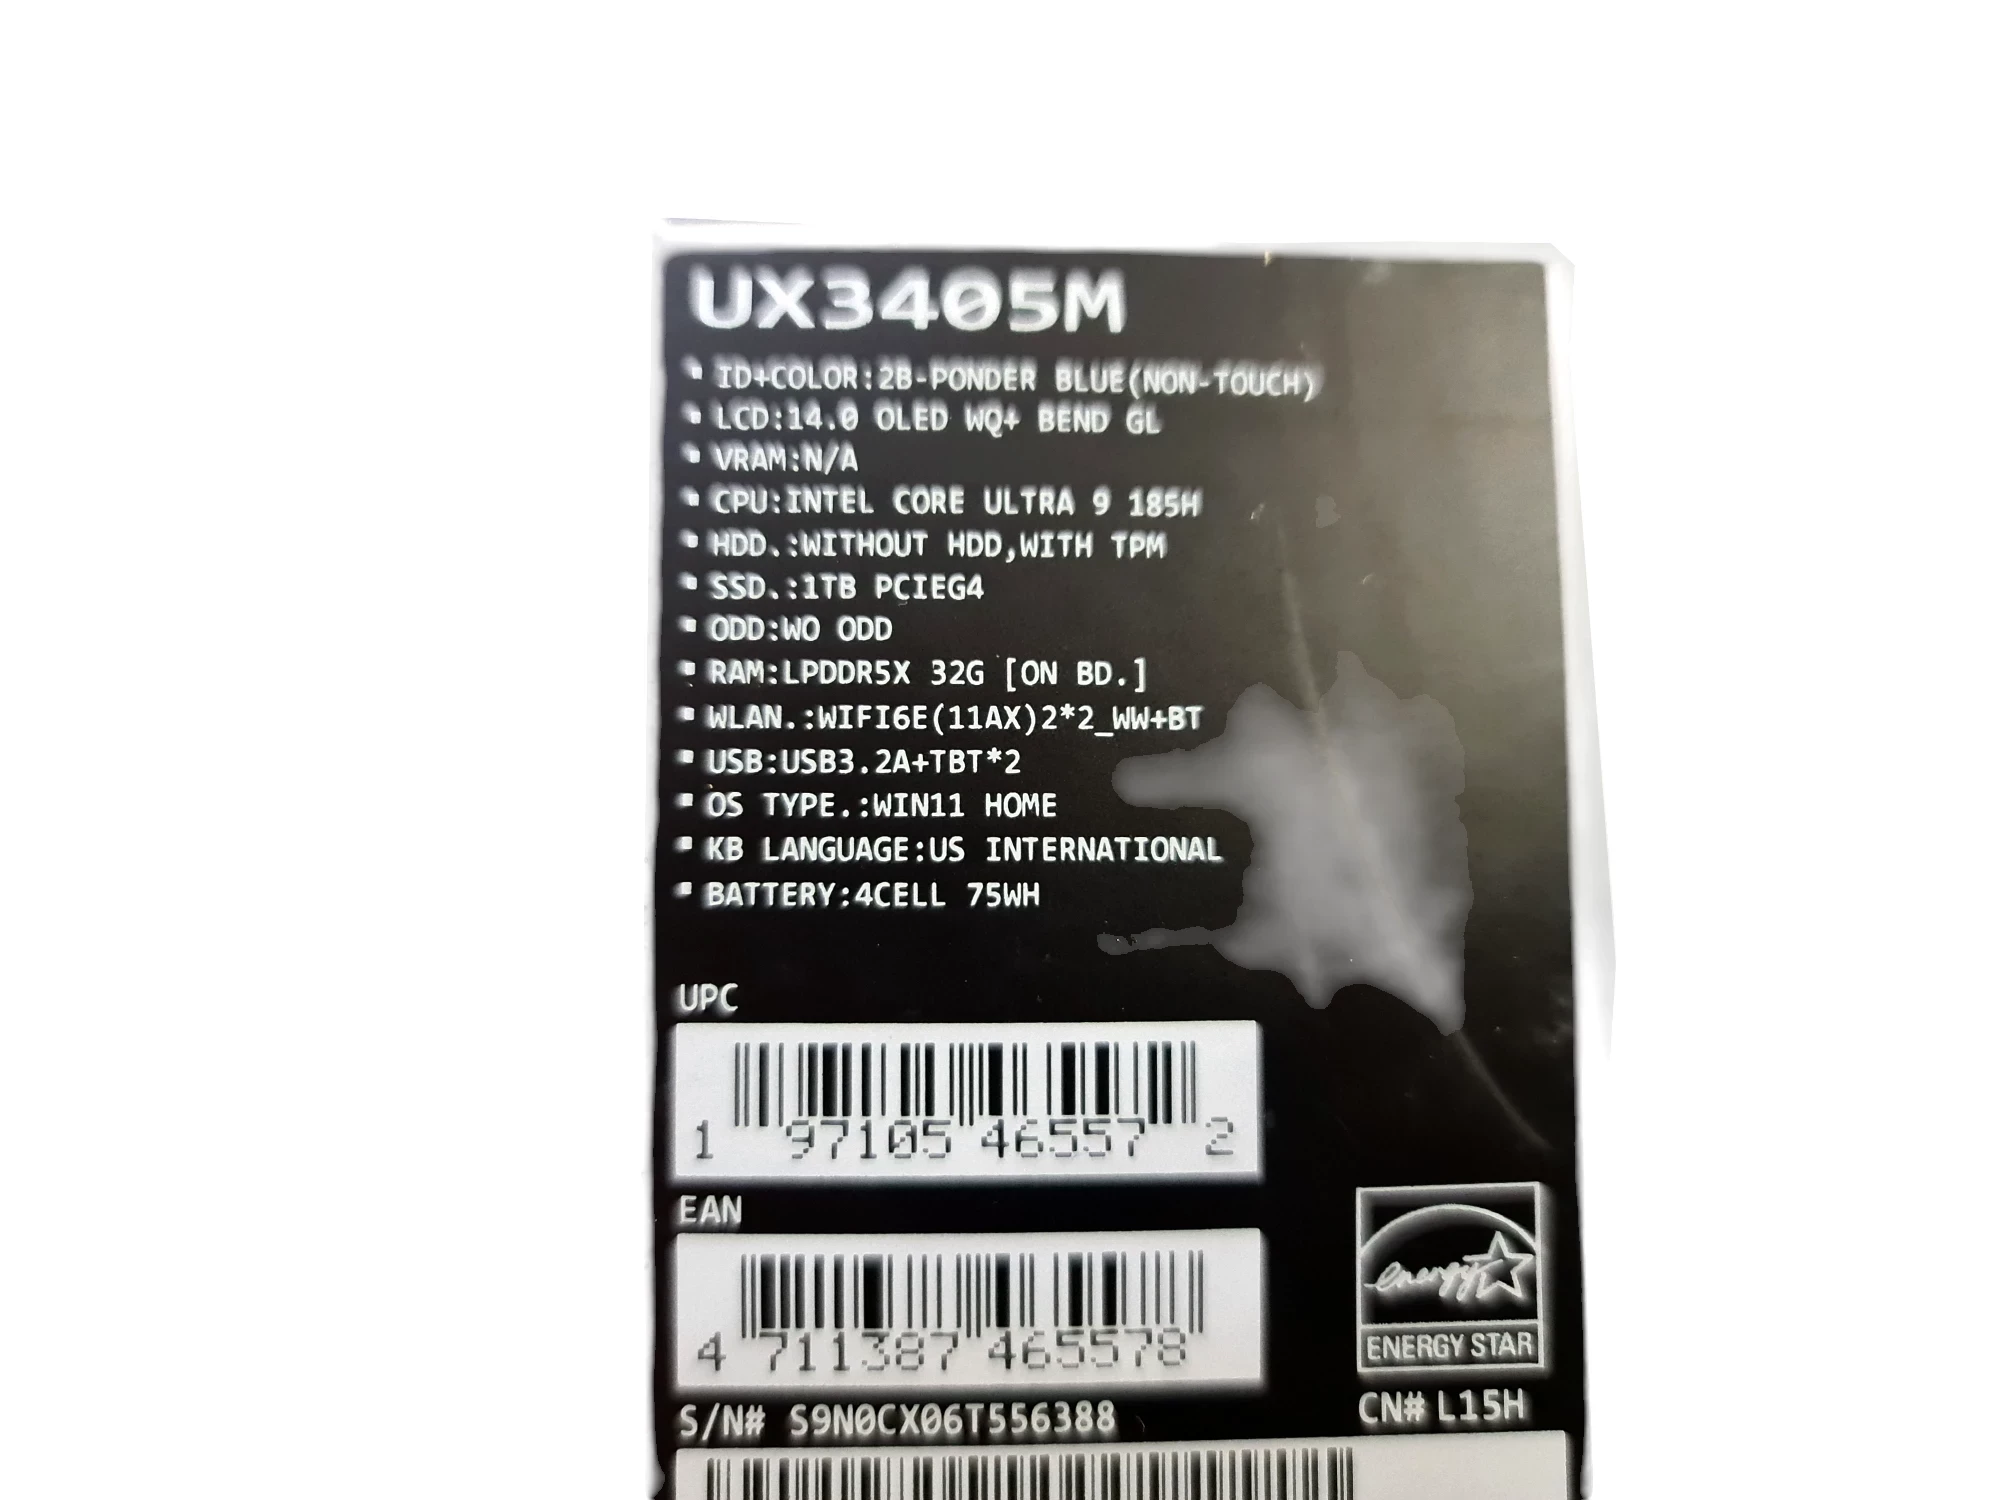 UX3405M
ID+COLOR:2B-PONDER BLUE(NON-TOUCH)
LCD:14.0 OLED WQ+ BEND GL
VRAM:N/A
CPU:INTEL CORE ULTRA 9 185H
HDD.:WITHOUT HDD,WITH TPM
SSD.:1TB PCIEG4
ODD:WO ODD
RAM:LPDDR5X 32G [ON BD.]
WLAN.:WIFI6E(11AX)2*2_WW+BT
USB:USB3.2A+TBT*2
OS TYPE.:WIN11 HOME
KB LANGUAGE:US INTERNATIONAL
BATTERY:4CELL 75WH
UPC
1 97105 46557 2
EAN
4 711387 465578
energy
ENERGY STAR
S/N# S9N0CX06T556388
CN# L15H